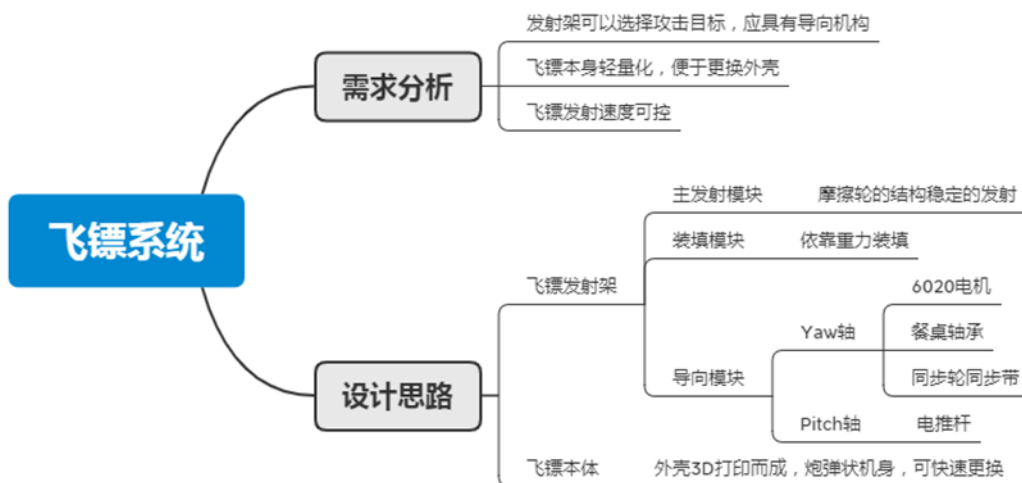 飞镖系统
需求分析
发射架可以选择攻击目标，应具有导向机构
飞镖本身轻量化，便于更换外壳
飞镖发射速度可控
设计思路
飞镖发射架
主发射模块
摩擦轮的结构稳定的发射
装填模块
依靠重力装填
导向模块
Yaw轴
6020电机
餐桌轴承
同步轮同步带
Pitch轴
电推杆
飞镖本体
外壳3D打印而成，炮弹状机身，可快速更换